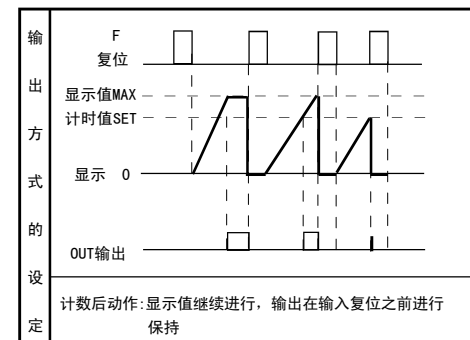 输出方式的设定
F
复位
显示值MAX
计时值SET
显示 0
OUT输出
计数后动作:显示值继续进行，输出在输入复位之前进行
保持